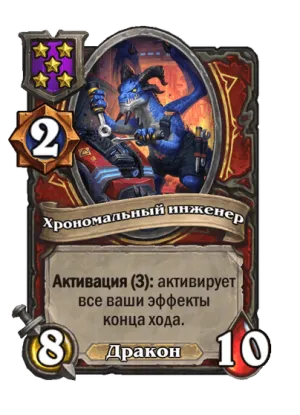 2
Хрономальный инженер
Активация (3): активирует
все ваши эффекты
конца хода.
8
Дракон
10